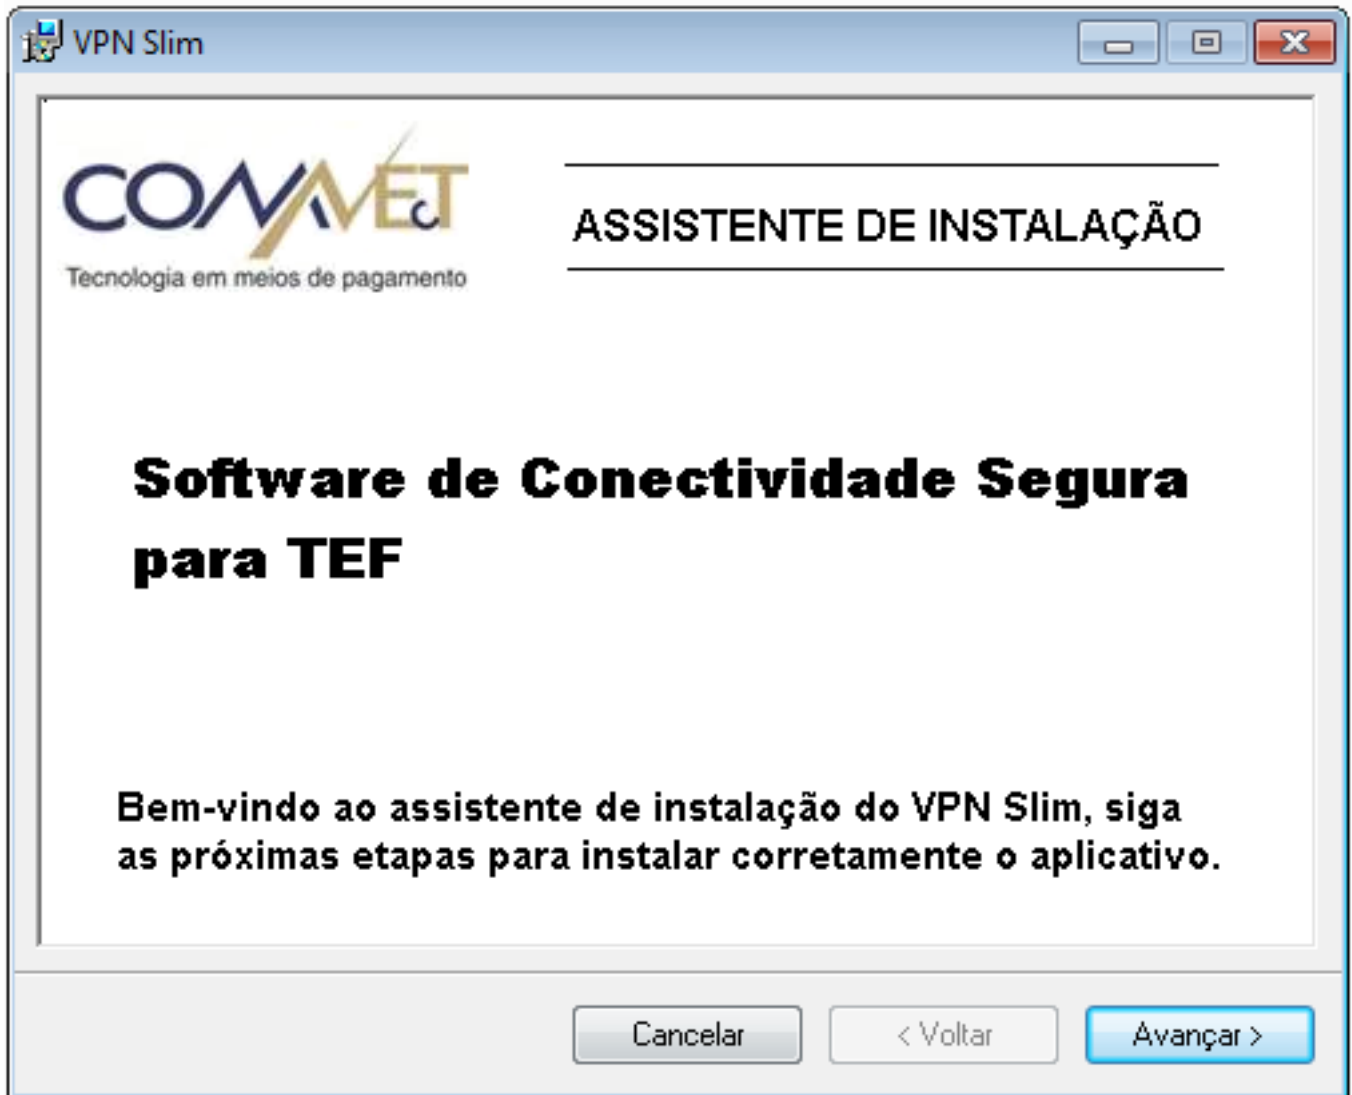 VPN Slim
CONNECT
Tecnologia em meios de pagamento
ASSISTENTE DE INSTALAÇÃO
Software de Conectividade Segura
para TEF
Bem-vindo ao assistente de instalação do VPN Slim, siga
as próximas etapas para instalar corretamente o aplicativo.
Cancelar
< Voltar
Avançar >